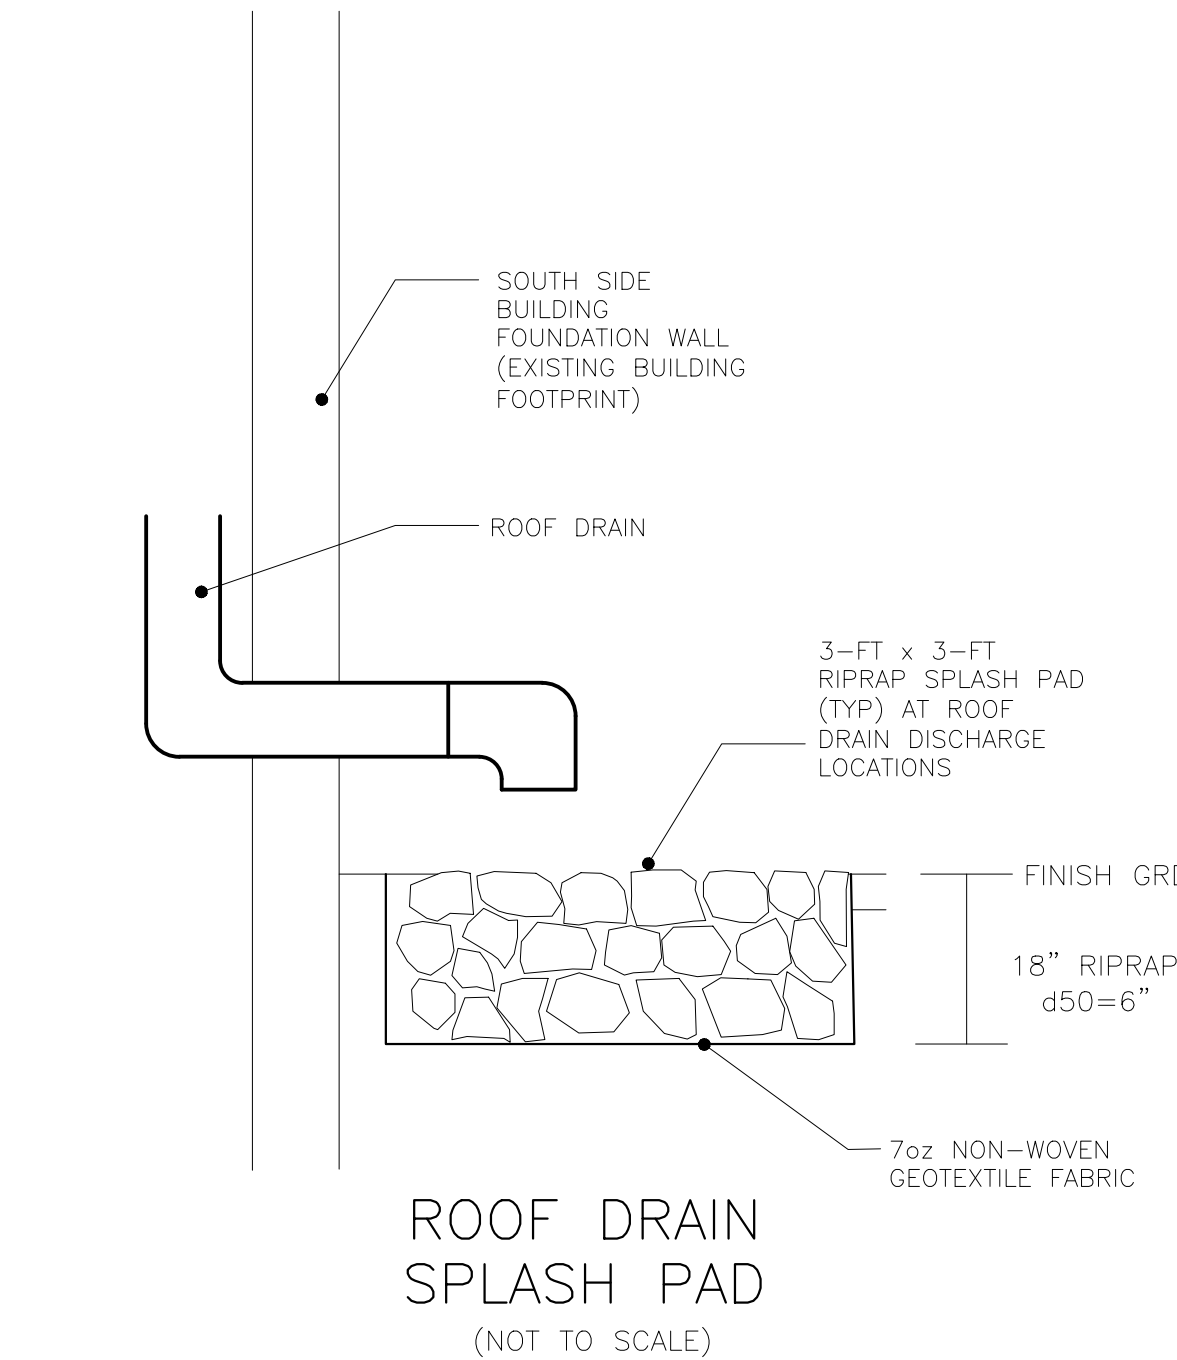 SOUTH SIDE
BUILDING
FOUNDATION WALL
(EXISTING BUILDING
FOOTPRINT)
ROOF DRAIN
3-FT x 3-FT
RIPRAP SPLASH PAD
(TYP) AT ROOF
DRAIN DISCHARGE
LOCATIONS
FINISH
18" RIPRAP
d50=6"
7oz NON-WOVEN
GEOTEXTILE FABRIC
ROOF DRAIN
SPLASH PAD
(NOT TO SCALE)